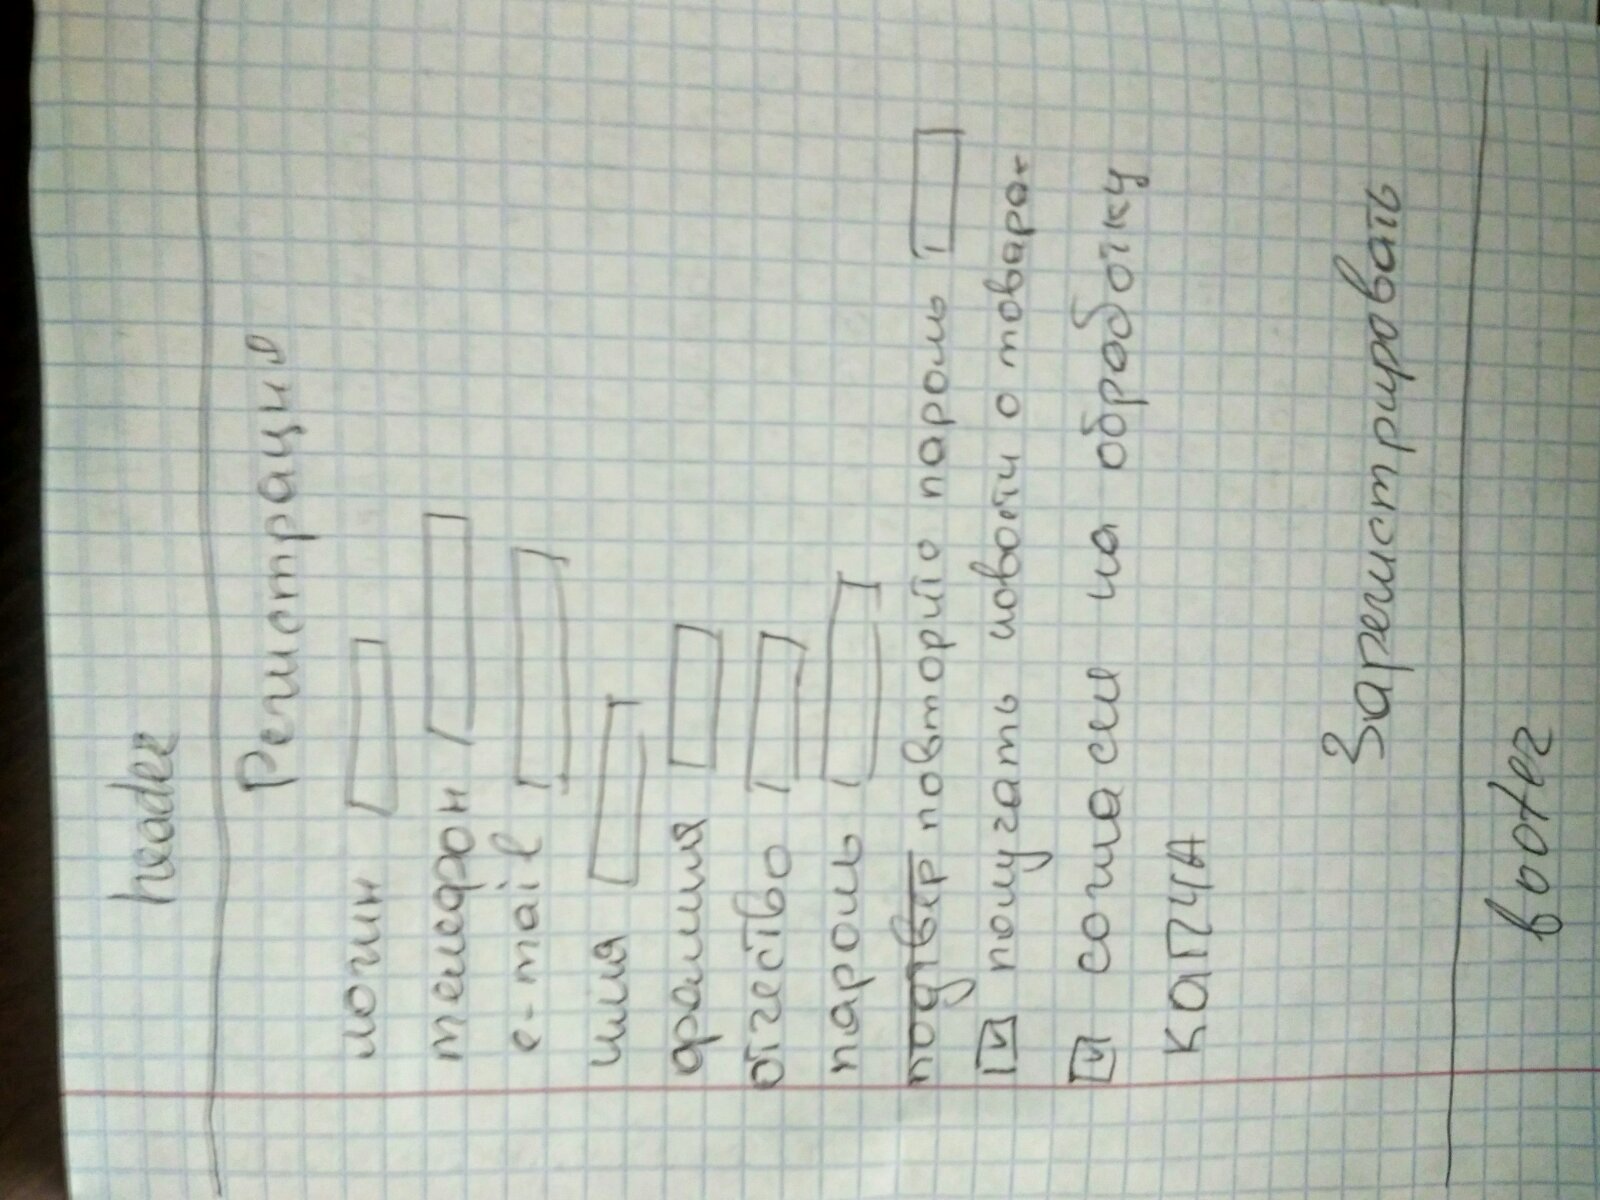 header
Регистрация
логин
телефон
e-mail
имя
фамилия
отчество
пароль
подтвер повторите пароль
получать новости о товарах
согласие на обработку
КАПЧА
Зарегистрировать
footer